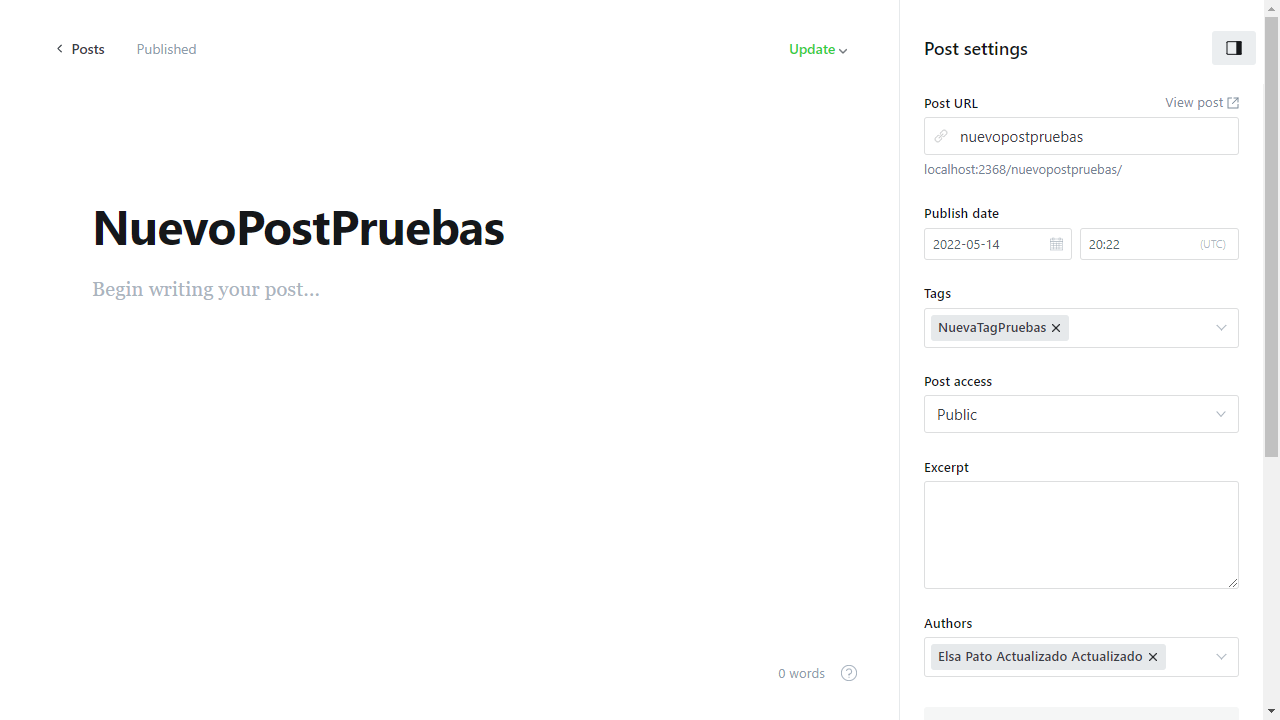 Posts
Published
Update
NuevoPostPruebas
Begin writing your post...
0 words
?
Post settings
Post URL
View post
nuevopostpruebas
localhost:2368/nuevopostpruebas/
Publish date
2022-05-14
20:22
(UTC)
Tags
NuevaTagPruebas
Post access
Public
Excerpt
Authors
Elsa Pato Actualizado Actualizado